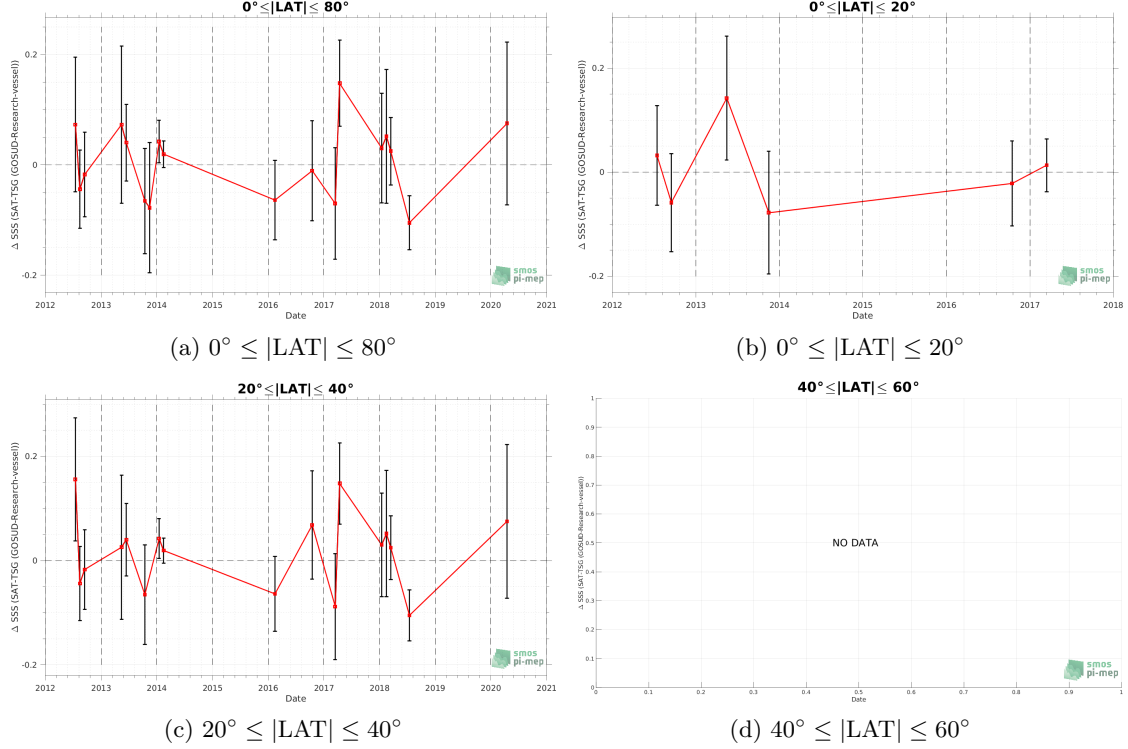 0°≤|LAT|≤ 80°
Δ SSS (SAT-TSG (GOSUD-Research-vessel))
0.2
0
-0.2
2012 2013 2014 2015 2016 2017 2018 2019 2020 2021
Date
smos
pi-mep
(a) 0° ≤ |LAT| ≤ 80°
0°≤|LAT|≤ 20°
Δ SSS (SAT-TSG (GOSUD-Research-vessel))
0.2
0
-0.2
2012 2013 2014 2015 2016 2017 2018
Date
smos
pi-mep
(b) 0° ≤ |LAT| ≤ 20°
20°≤|LAT|≤ 40°
Δ SSS (SAT-TSG (GOSUD-Research-vessel))
0.2
0
-0.2
2012 2013 2014 2015 2016 2017 2018 2019 2020 2021
Date
smos
pi-mep
(c) 20° ≤ |LAT| ≤ 40°
40°≤|LAT|≤ 60°
Δ SSS (SAT-TSG (GOSUD-Research-vessel))
1
0.9
0.8
0.7
0.6
0.5
0.4
0.3
0.2
0.1
0
NO DATA
0 0.1 0.2 0.3 0.4 0.5 0.6 0.7 0.8 0.9 1
Date
smos
pi-mep
(d) 40° ≤ |LAT| ≤ 60°